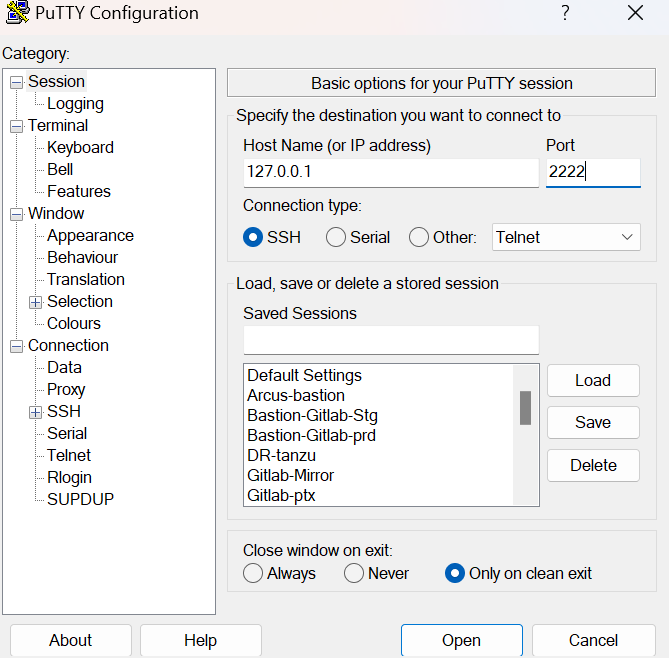 PuTTY Configuration
?
Category:
Session
Logging
Terminal
Keyboard
Bell
Features
Window
Appearance
Behaviour
Translation
Selection
Colours
Connection
Data
Proxy
SSH
Serial
Telnet
Rlogin
SUPDUP
Basic options for your PuTTY session
Specify the destination you want to connect to
Host Name (or IP address) Port
127.0.0.1 2222
Connection type:
SSH Serial Other: Telnet
Load, save or delete a stored session
Saved Sessions
Default Settings
Arcus-bastion
Bastion-Gitlab-Stg
Bastion-Gitlab-prd
DR-tanzu
Gitlab-Mirror
Gitlab-ptx
Load
Save
Delete
Close window on exit:
Always Never Only on clean exit
About Help Open Cancel